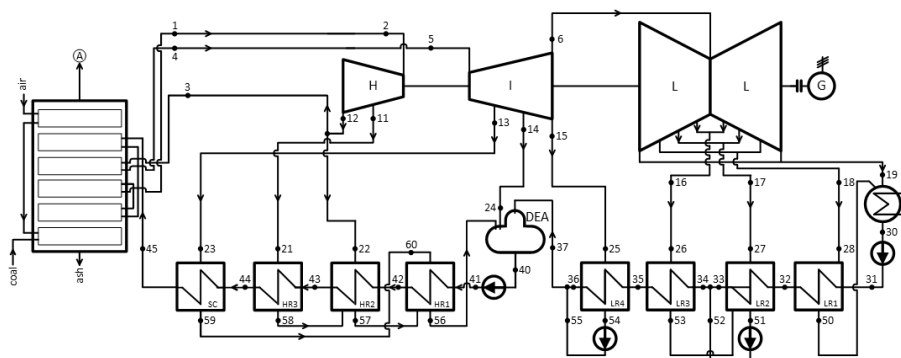 1
2
6
4
5
A
H
I
L
L
G
air
3
12
11
13
14
15
16
17
18
19
24
DEA
30
45
23
21
22
60
37
25
26
27
28
40
44
43
42
41
36
35
34
33
32
31
SC
HR3
HR2
HR1
LR4
LR3
LR2
LR1
coal
ash
59
58
57
56
55
54
53
52
51
50